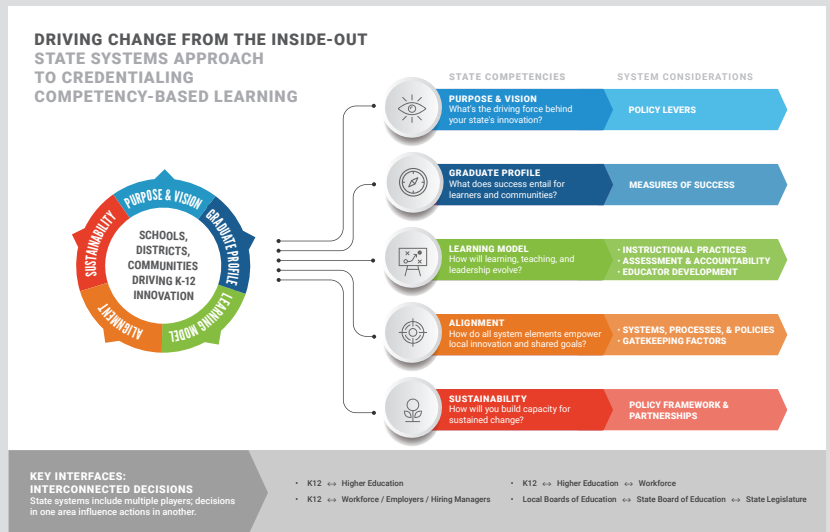 DRIVING CHANGE FROM THE INSIDE-OUT
STATE SYSTEMS APPROACH
TO CREDENTIALING
COMPETENCY-BASED LEARNING
PURPOSE & VISION
GRADUATE PROFILE
LEARNING MODEL
ALIGNMENT
SUSTAINABILITY
SCHOOLS,
DISTRICTS,
COMMUNITIES
DRIVING K-12
INNOVATION
STATE COMPETENCIES
SYSTEM CONSIDERATIONS
PURPOSE & VISION
What's the driving force behind
your state's innovation?
POLICY LEVERS
GRADUATE PROFILE
What does success entail for
learners and communities?
MEASURES OF SUCCESS
LEARNING MODEL
How will learning, teaching, and
leadership evolve?
• INSTRUCTIONAL PRACTICES
• ASSESSMENT & ACCOUNTABILITY
• EDUCATOR DEVELOPMENT
ALIGNMENT
How do all system elements empower
local innovation and shared goals?
• SYSTEMS, PROCESSES, & POLICIES
• GATEKEEPING FACTORS
SUSTAINABILITY
How will you build capacity for
sustained change?
POLICY FRAMEWORK &
PARTNERSHIPS
KEY INTERFACES:
INTERCONNECTED DECISIONS
State systems include multiple players; decisions
in one area influence actions in another.
• K12 ↔ Higher Education
• K12 ↔ Workforce / Employers / Hiring Managers
• K12 ↔ Higher Education ↔ Workforce
• Local Boards of Education ↔ State Board of Education ↔ State Legislature